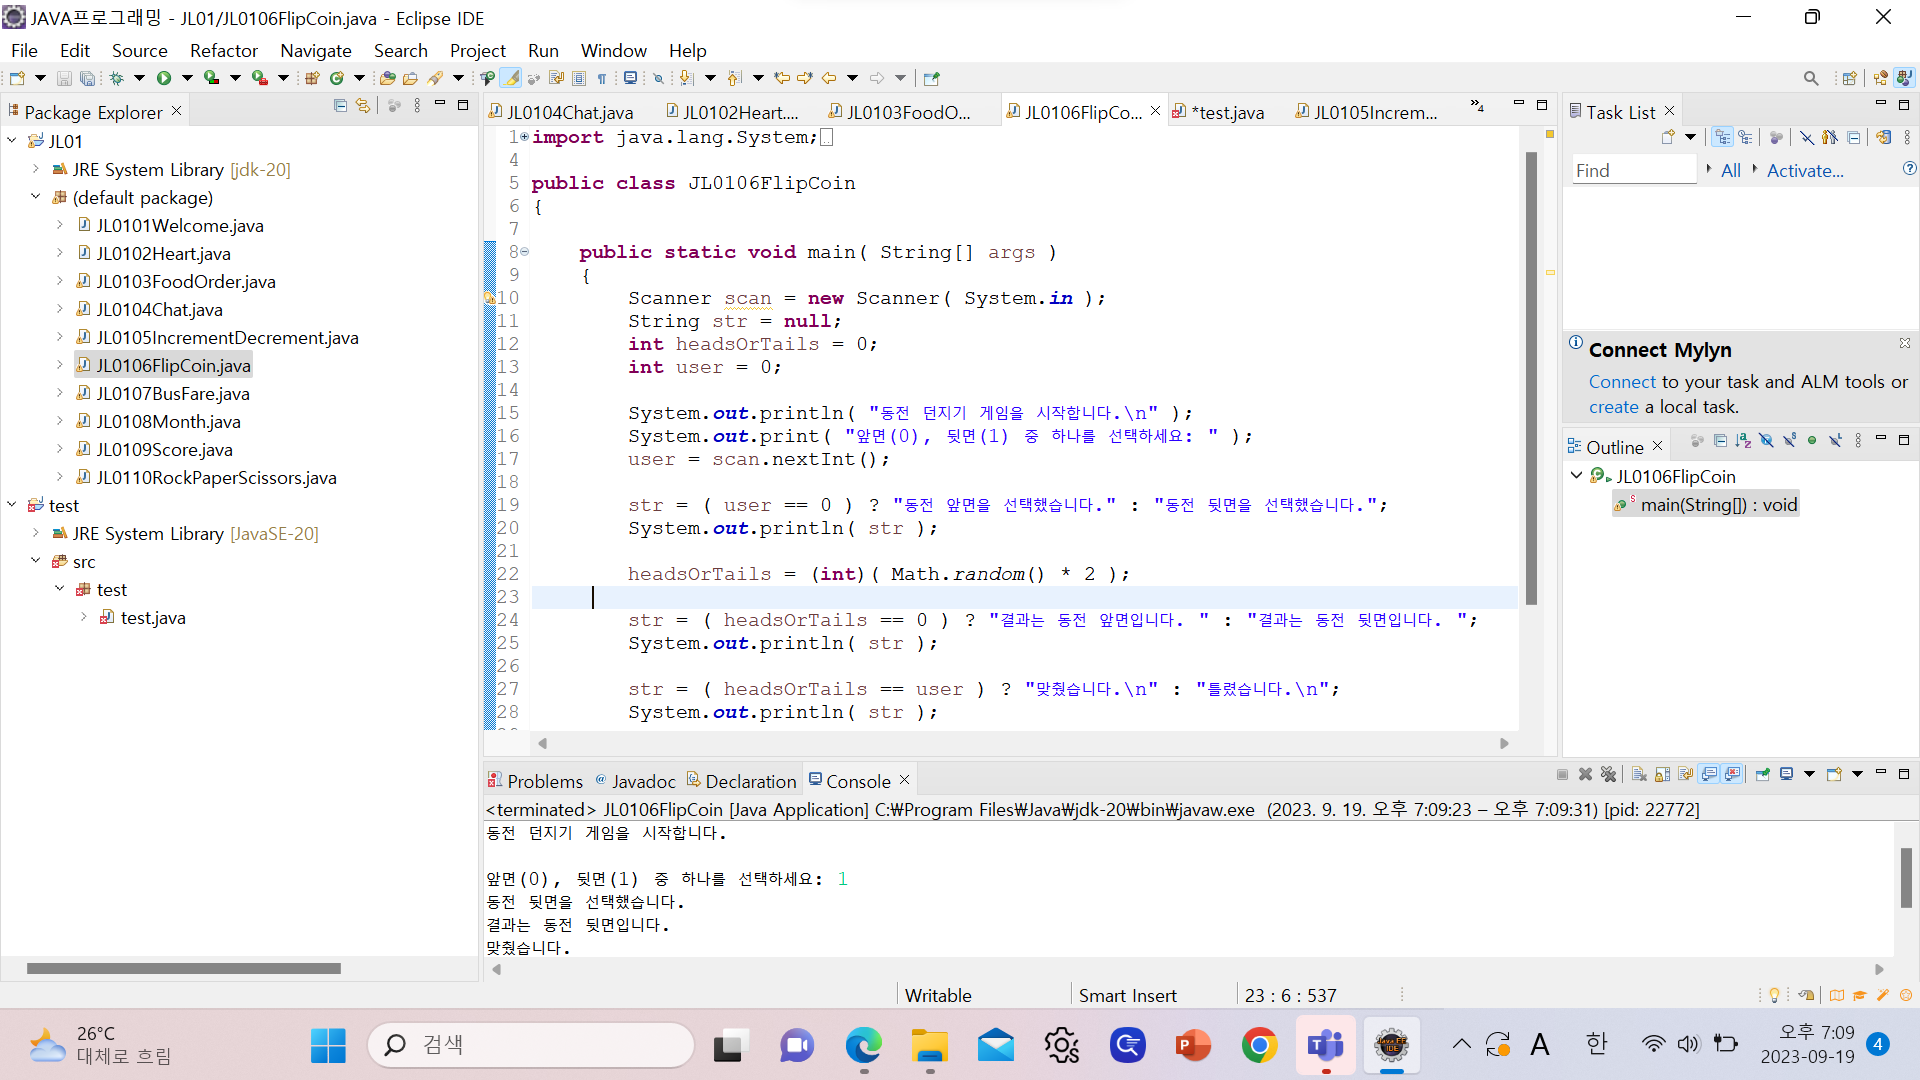 JAVA프로그래밍 - JL01/JL0106FlipCoin.java - Eclipse IDE
File Edit Source Refactor Navigate Search Project Run Window Help
Package Explorer
JL01
JRE System Library [jdk-20]
(default package)
JL0101Welcome.java
JL0102Heart.java
JL0103FoodOrder.java
JL0104Chat.java
JL0105IncrementDecrement.java
JL0106FlipCoin.java
JL0107BusFare.java
JL0108Month.java
JL0109Score.java
JL0110RockPaperScissors.java
test
JRE System Library [JavaSE-20]
src
test
test.java
JL0104Chat.java JL0102Heart.... JL0103FoodO... JL0106FlipCo... *test.java JL0105Increm... »4
1 import java.lang.System;
4
5 public class JL0106FlipCoin
6 {
7
8 public static void main( String[] args )
9 {
10 Scanner scan = new Scanner( System.in );
11 String str = null;
12 int headsOrTails = 0;
13 int user = 0;
14
15 System.out.println( "동전 던지기 게임을 시작합니다.\n" );
16 System.out.print( "앞면(0), 뒷면(1) 중 하나를 선택하세요: " );
17 user = scan.nextInt();
18
19 str = ( user == 0 ) ? "동전 앞면을 선택했습니다." : "동전 뒷면을 선택했습니다.";
20 System.out.println( str );
21
22 headsOrTails = (int)( Math.random() * 2 );
23
24 str = ( headsOrTails == 0 ) ? "결과는 동전 앞면입니다. " : "결과는 동전 뒷면입니다. ";
25 System.out.println( str );
26
27 str = ( headsOrTails == user ) ? "맞췄습니다.\n" : "틀렸습니다.\n";
28 System.out.println( str );
Task List
Find All Activate...
Connect Mylyn
Connect to your task and ALM tools or
create a local task.
Outline
JL0106FlipCoin
main(String[]) : void
Problems Javadoc Declaration Console
<terminated> JL0106FlipCoin [Java Application] C:₩Program Files₩Java₩jdk-20₩bin₩javaw.exe (2023. 9. 19. 오후 7:09:23 – 오후 7:09:31) [pid: 22772]
동전 던지기 게임을 시작합니다.
앞면(0), 뒷면(1) 중 하나를 선택하세요: 1
동전 뒷면을 선택했습니다.
결과는 동전 뒷면입니다.
맞췄습니다.
Writable Smart Insert 23 : 6 : 537
26°C
대체로 흐림
검색
A 한
오후 7:09
2023-09-19
4